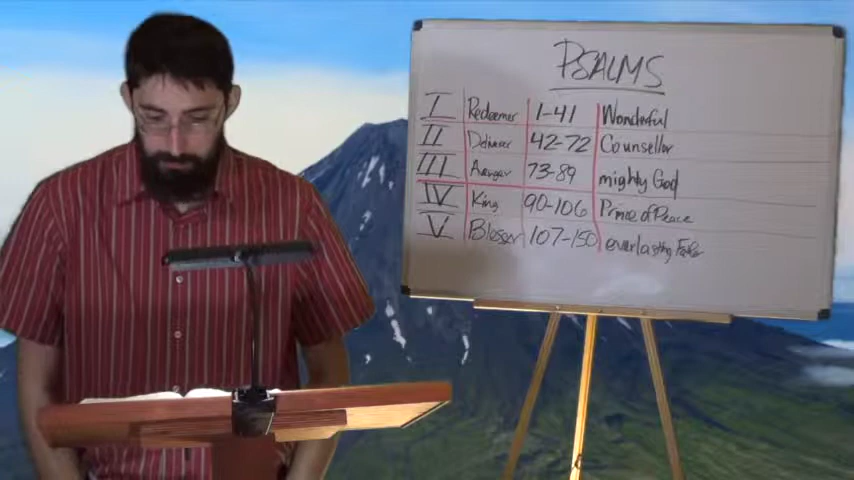 PSALMS
I Redeemer 1-41 Wonderful
II Deliverer 42-72 Counsellor
III Avenger 73-89 mighty God
IV King 90-106 Prince of Peace
V Blesser 107-150 everlasting Father